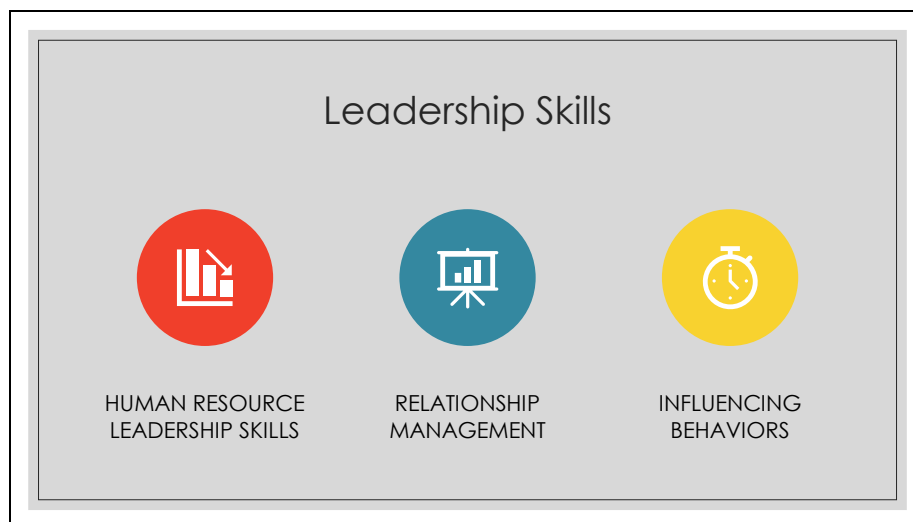 Leadership Skills
HUMAN RESOURCE
LEADERSHIP SKILLS
RELATIONSHIP
MANAGEMENT
INFLUENCING
BEHAVIORS